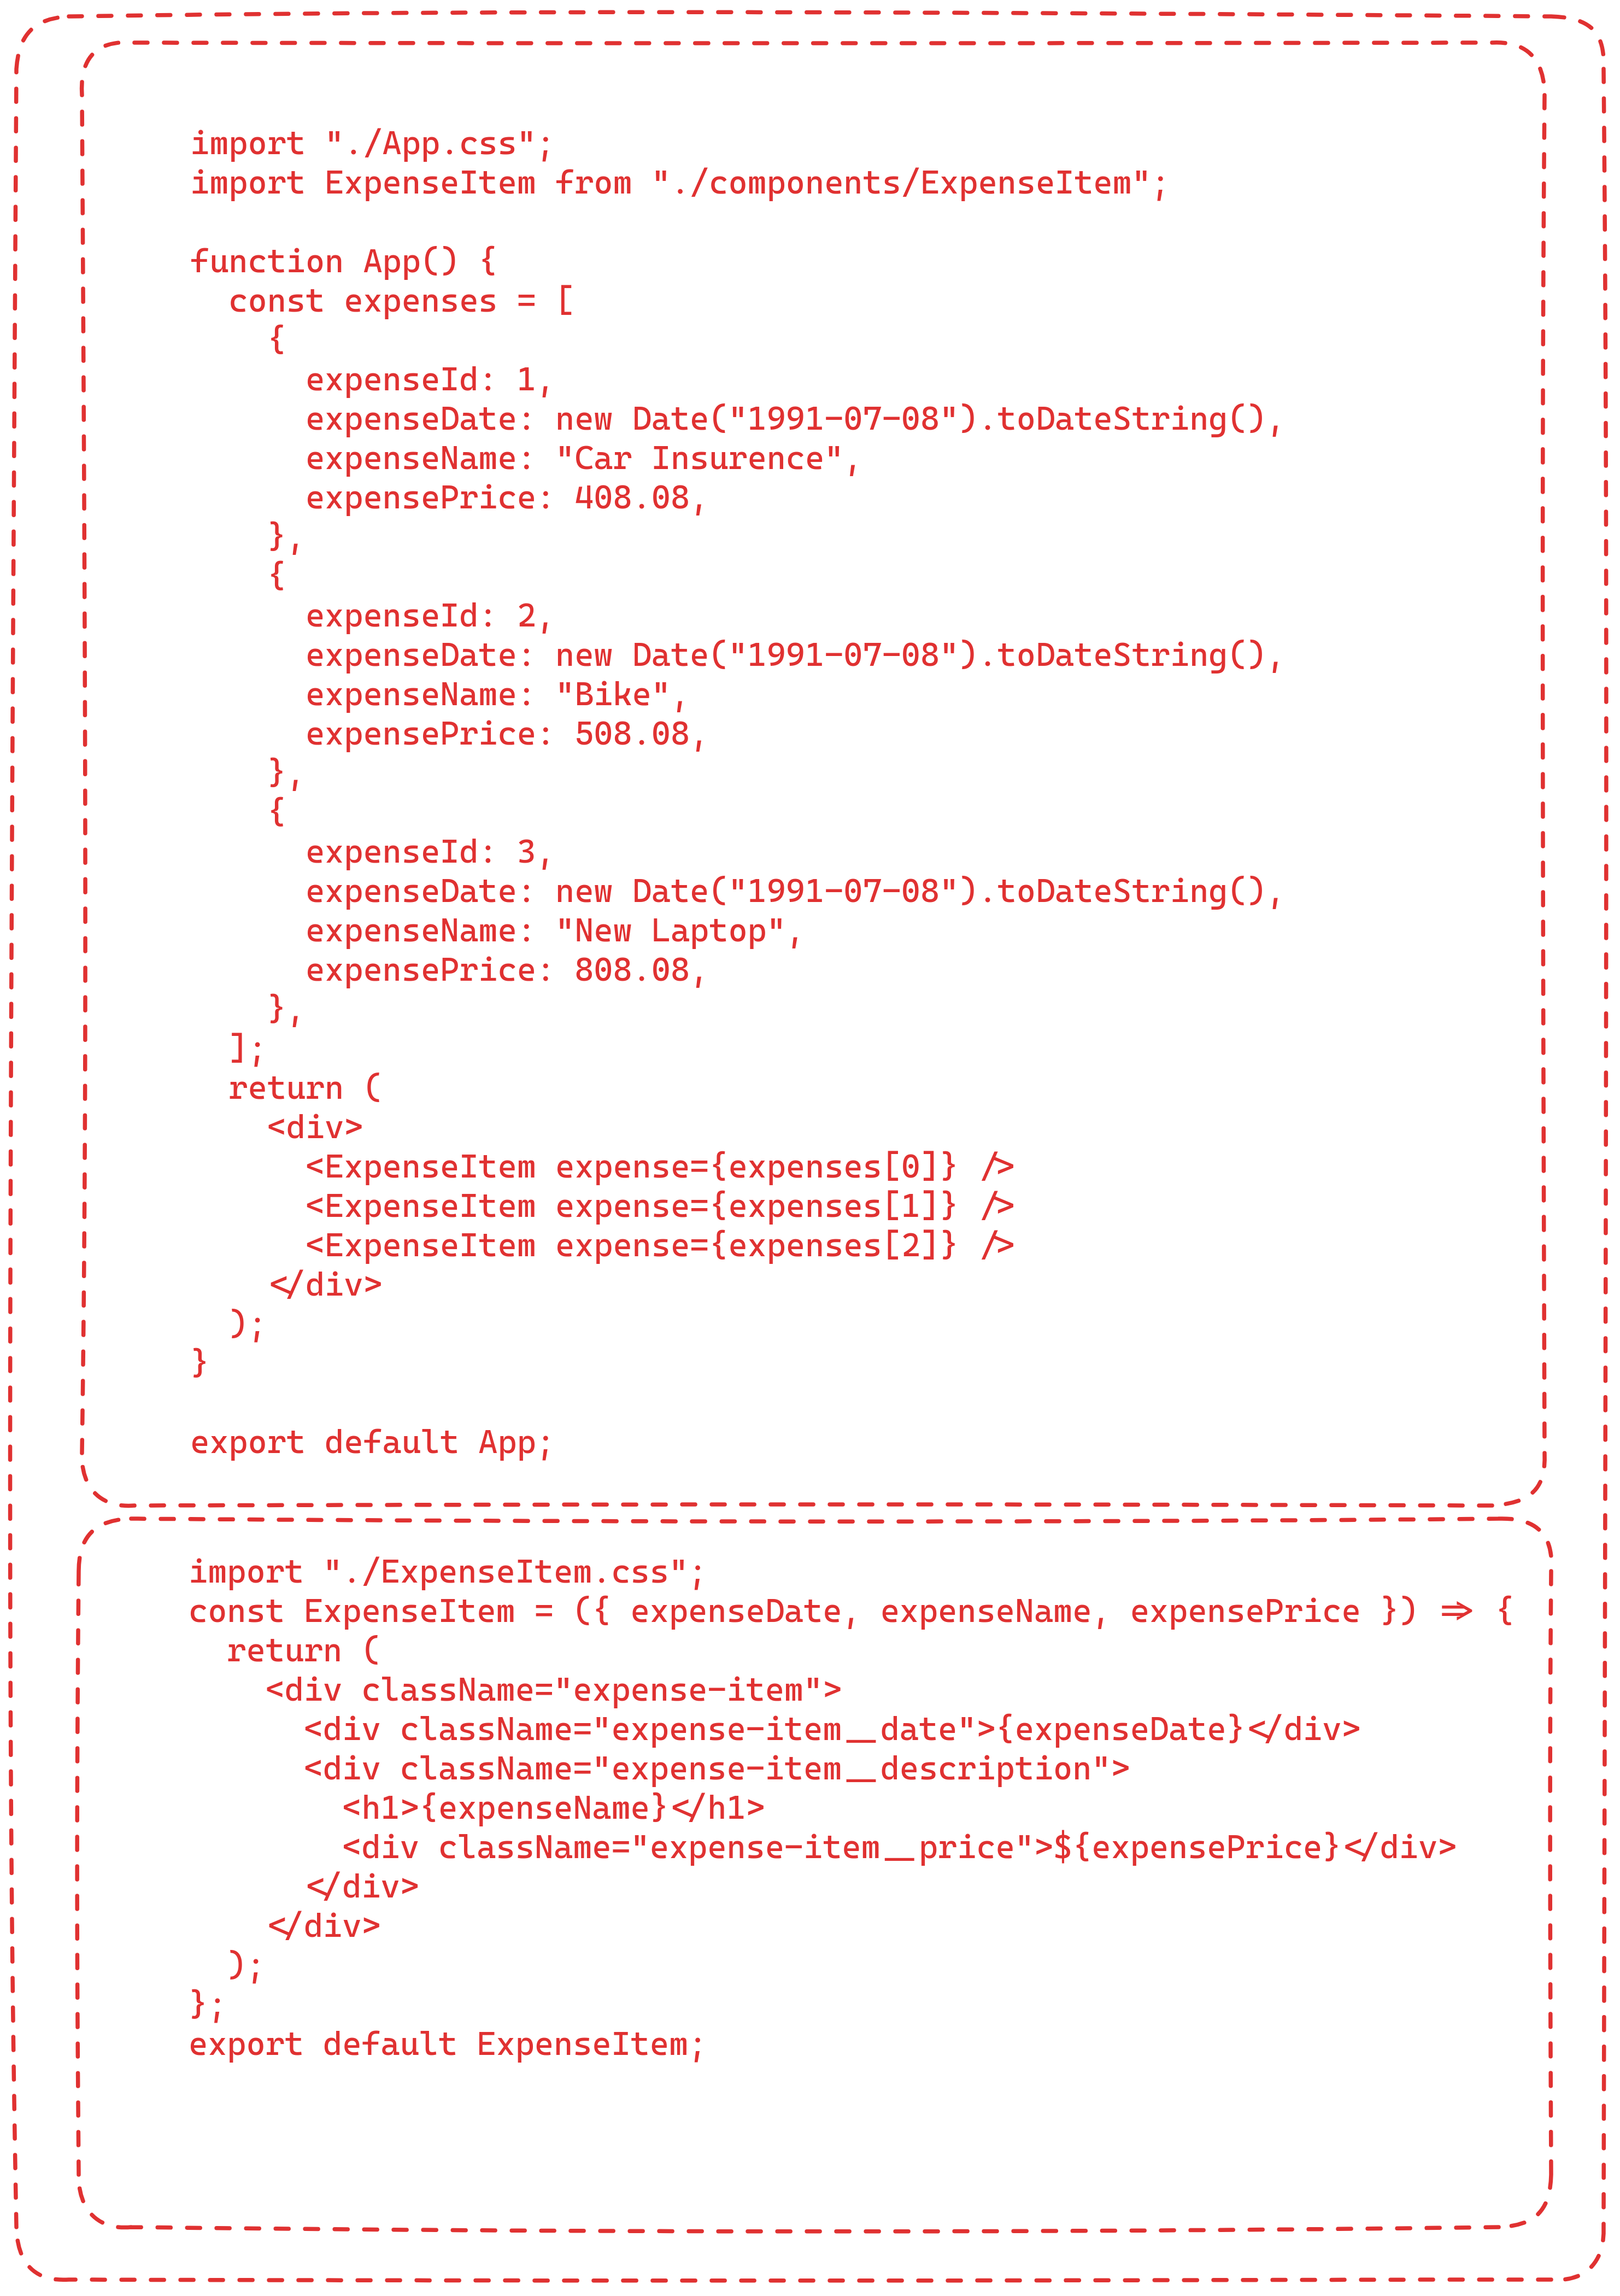 import "./App.css";
import ExpenseItem from "./components/ExpenseItem";

function App() {
  const expenses = [
    {
      expenseId: 1,
      expenseDate: new Date("1991-07-08").toDateString(),
      expenseName: "Car Insurence",
      expensePrice: 408.08,
    },
    {
      expenseId: 2,
      expenseDate: new Date("1991-07-08").toDateString(),
      expenseName: "Bike",
      expensePrice: 508.08,
    },
    {
      expenseId: 3,
      expenseDate: new Date("1991-07-08").toDateString(),
      expenseName: "New Laptop",
      expensePrice: 808.08,
    },
  ];
  return (
    <div>
      <ExpenseItem expense={expenses[0]} />
      <ExpenseItem expense={expenses[1]} />
      <ExpenseItem expense={expenses[2]} />
    </div>
  );
}

export default App;

import "./ExpenseItem.css";
const ExpenseItem = ({ expenseDate, expenseName, expensePrice }) => {
  return (
    <div className="expense-item">
      <div className="expense-item__date">{expenseDate}</div>
      <div className="expense-item__description">
        <h1>{expenseName}</h1>
        <div className="expense-item__price">${expensePrice}</div>
      </div>
    </div>
  );
};
export default ExpenseItem;